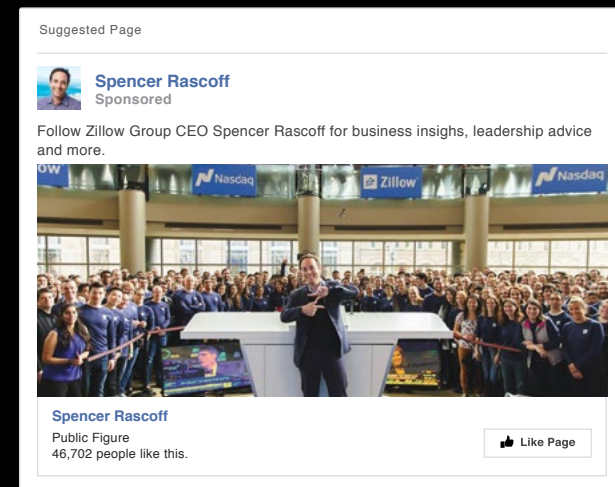 Suggested Page
Spencer Rascoff
Sponsored
Follow Zillow Group CEO Spencer Rascoff for business insighs, leadership advice
and more.
ow
Nasdaq
Zillow
Nasdaq
Spencer Rascoff
Public Figure
46,702 people like this.
Like Page